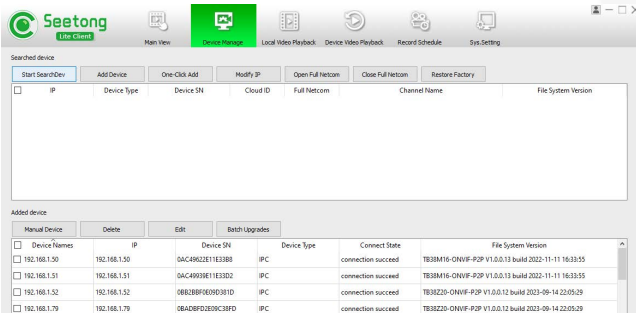 Seetong
Lite Client
Main View Device Manage Local Video Playback Device Video Playback Record Schedule Sys.Setting
Searched device
Start SearchDev Add Device One-Click Add Modify IP Open Full Netcom Close Full Netcom Restore Factory
IP Device Type Device SN Cloud ID Full Netcom Channel Name File System Version
Added device
Manual Device Delete Edit Batch Upgrades
Device Names IP Device SN Device Type Connect State File System Version
192.168.1.50 192.168.1.50 0AC49622E11E33B8 IPC connection succeed TB38M16-ONVIF-P2P V1.0.0.13 build 2022-11-11 16:33:55
192.168.1.51 192.168.1.51 0AC49939E11E33D2 IPC connection succeed TB38M16-ONVIF-P2P V1.0.0.13 build 2022-11-11 16:33:55
192.168.1.52 192.168.1.52 0BB2BBF0E09D381D IPC connection succeed TB38Z20-ONVIF-P2P V1.0.0.12 build 2023-09-14 22:05:29
192.168.1.79 192.168.1.79 0BADBFD2E09C38FD IPC connection succeed TB38Z20-ONVIF-P2P V1.0.0.12 build 2023-09-14 22:05:29